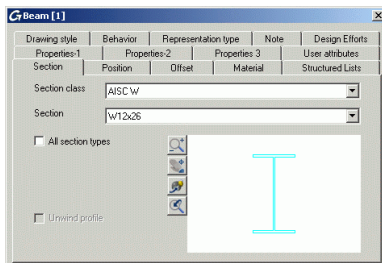 Beam [1]
Drawing style Behavior Representation type Note Design Efforts
Properties-1 Properties-2 Properties 3 User attributes
Section Position Offset Material Structured Lists
Section class AISC W
Section W12x26
All section types
Unwind profile